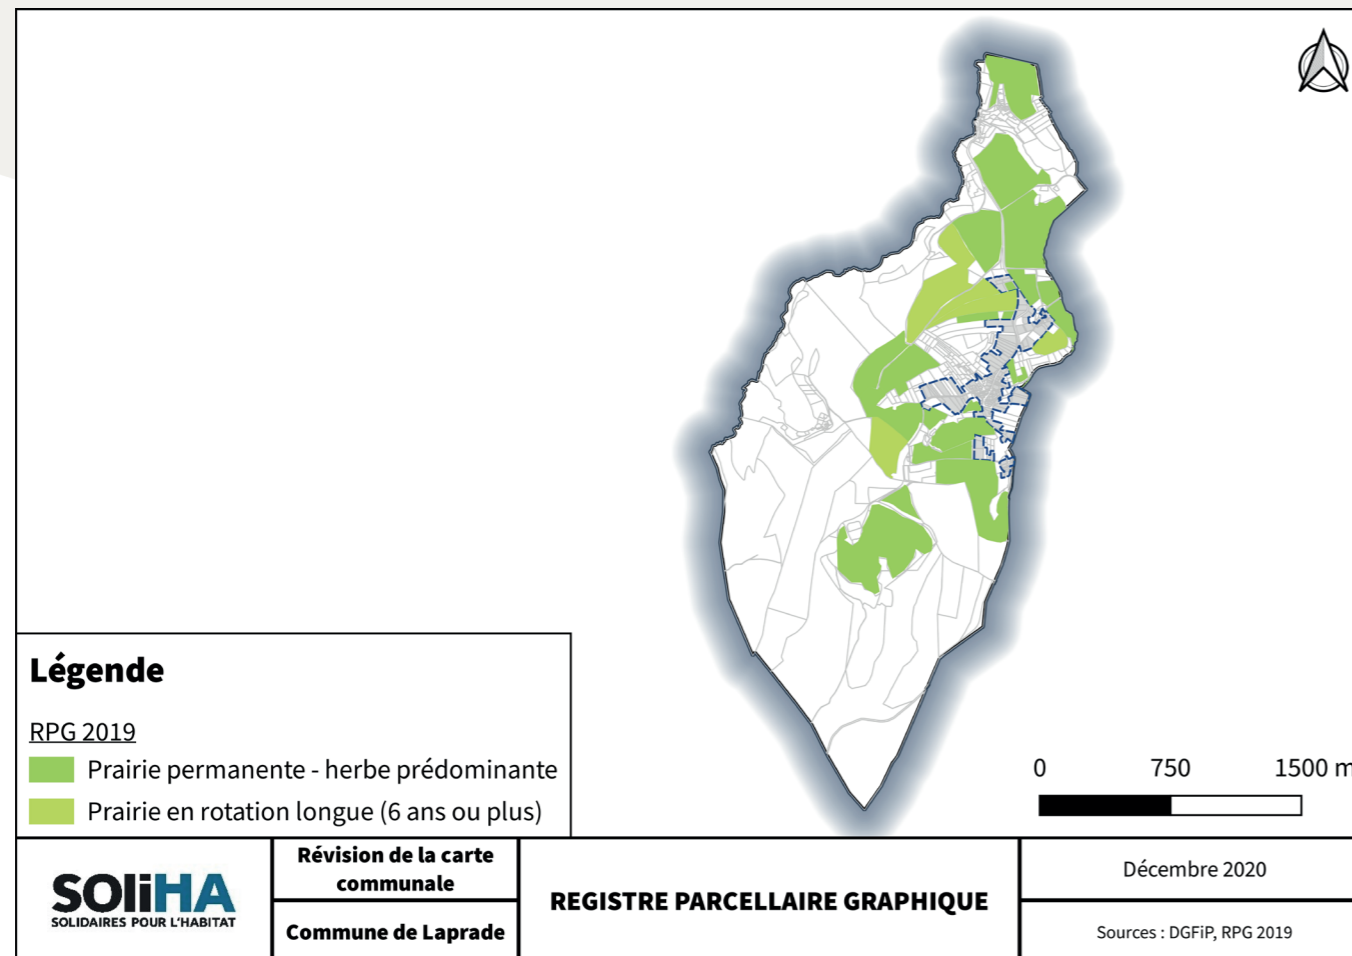 Légende
RPG 2019
Prairie permanente - herbe prédominante
Prairie en rotation longue (6 ans ou plus)
0 750 1500 m
SOLiHA
SOLIDAIRES POUR L'HABITAT
Révision de la carte
communale
Commune de Laprade
REGISTRE PARCELLAIRE GRAPHIQUE
Décembre 2020
Sources : DGFiP, RPG 2019